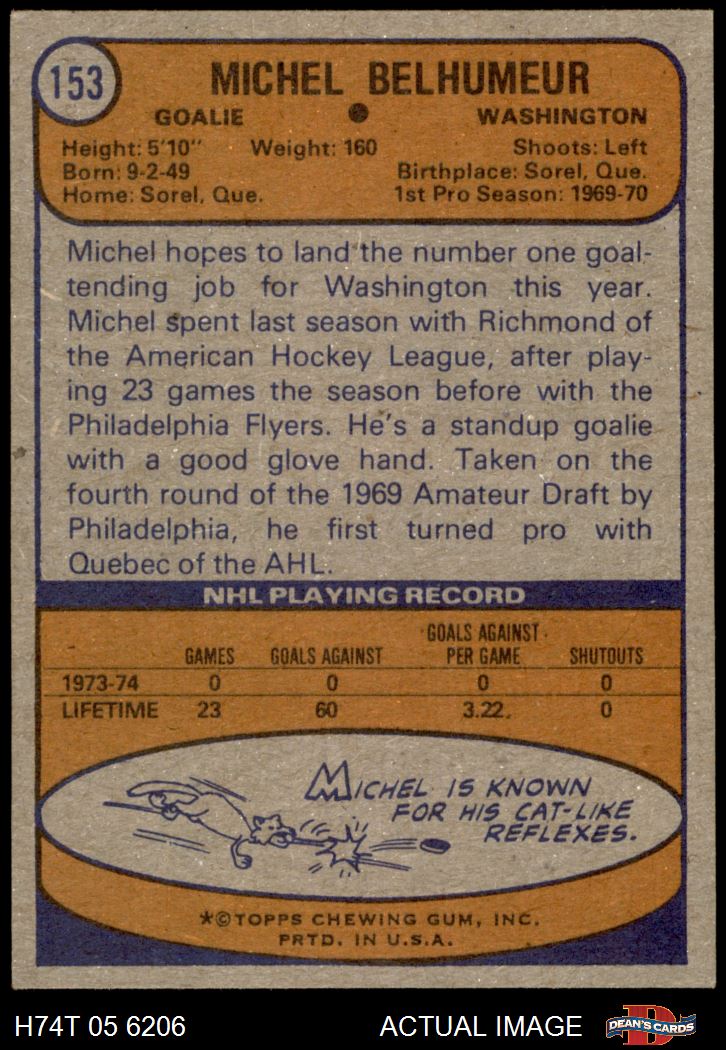 153
MICHEL BELHUMEUR
GOALIE
WASHINGTON
Height: 5'10" Weight: 160 Shoots: Left
Born: 9-2-49 Birthplace: Sorel, Que.
Home: Sorel, Que. 1st Pro Season: 1969-70
Michel hopes to land the number one goal-
tending job for Washington this year.
Michel spent last season with Richmond of
the American Hockey League, after play-
ing 23 games the season before with the
Philadelphia Flyers. He's a standup goalie
with a good glove hand. Taken on the
fourth round of the 1969 Amateur Draft by
Philadelphia, he first turned pro with
Quebec of the AHL.
NHL PLAYING RECORD
GAMES GOALS AGAINST GOALS AGAINST PER GAME SHUTOUTS
1973-74 0 0 0 0
LIFETIME 23 60 3.22 0
MICHEL IS KNOWN
FOR HIS CAT-LIKE
REFLEXES.
*©TOPPS CHEWING GUM, INC.
PRTD. IN U.S.A.
H74T 05 6206 ACTUAL IMAGE
D
DEAN'S CARDS